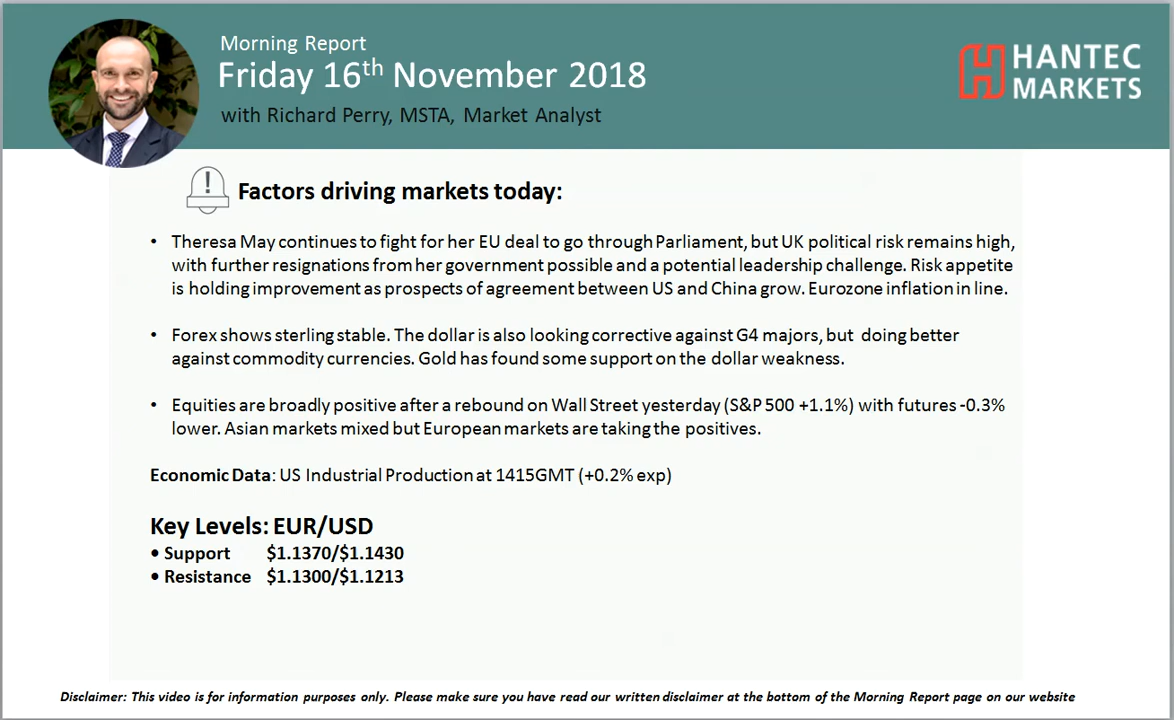 Morning Report
Friday 16th November 2018
with Richard Perry, MSTA, Market Analyst
HANTEC
MARKETS
Factors driving markets today:
• Theresa May continues to fight for her EU deal to go through Parliament, but UK political risk remains high,
with further resignations from her government possible and a potential leadership challenge. Risk appetite
is holding improvement as prospects of agreement between US and China grow. Eurozone inflation in line.
• Forex shows sterling stable. The dollar is also looking corrective against G4 majors, but doing better
against commodity currencies. Gold has found some support on the dollar weakness.
• Equities are broadly positive after a rebound on Wall Street yesterday (S&P 500 +1.1%) with futures -0.3%
lower. Asian markets mixed but European markets are taking the positives.
Economic Data: US Industrial Production at 1415GMT (+0.2% exp)
Key Levels: EUR/USD
• Support $1.1370/$1.1430
• Resistance $1.1300/$1.1213
Disclaimer: This video is for information purposes only. Please make sure you have read our written disclaimer at the bottom of the Morning Report page on our website